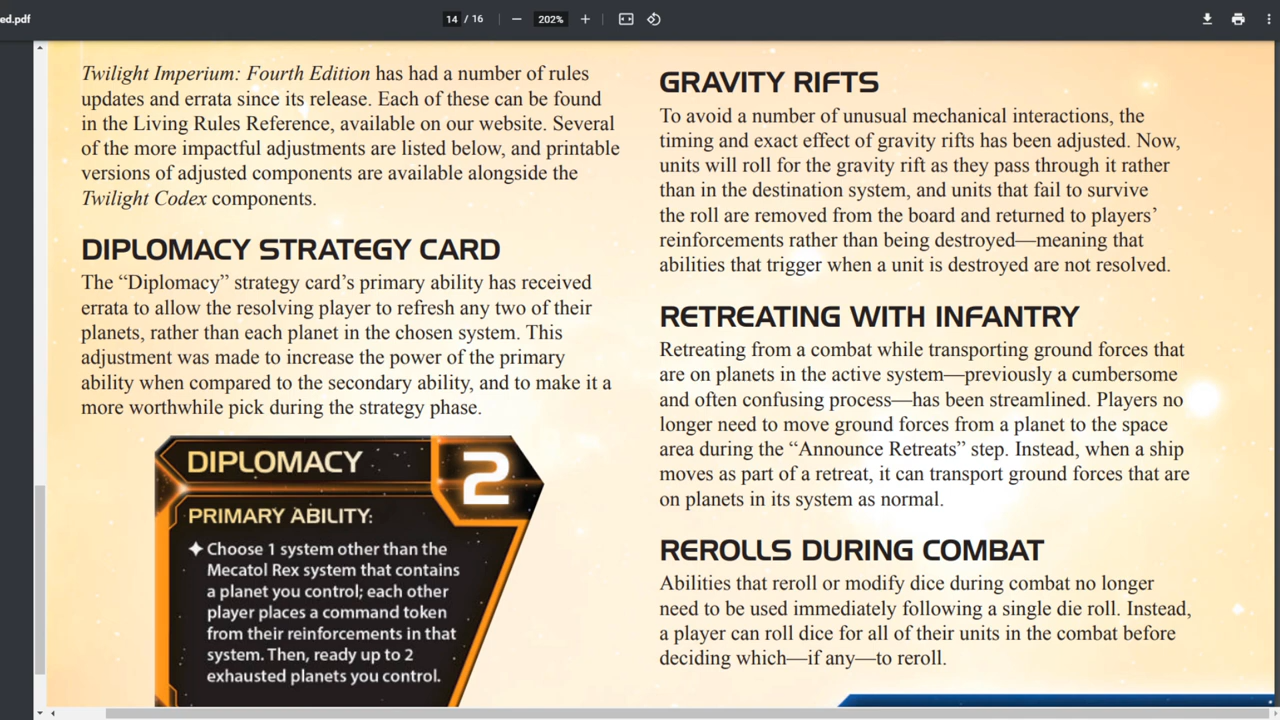 ed.pdf
14 / 16
202%
Twilight Imperium: Fourth Edition has had a number of rules
updates and errata since its release. Each of these can be found
in the Living Rules Reference, available on our website. Several
of the more impactful adjustments are listed below, and printable
versions of adjusted components are available alongside the
Twilight Codex components.
DIPLOMACY STRATEGY CARD
The “Diplomacy” strategy card’s primary ability has received
errata to allow the resolving player to refresh any two of their
planets, rather than each planet in the chosen system. This
adjustment was made to increase the power of the primary
ability when compared to the secondary ability, and to make it a
more worthwhile pick during the strategy phase.
DIPLOMACY 2
PRIMARY ABILITY:
Choose 1 system other than the
Mecatol Rex system that contains
a planet you control; each other
player places a command token
from their reinforcements in that
system. Then, ready up to 2
exhausted planets you control.
GRAVITY RIFTS
To avoid a number of unusual mechanical interactions, the
timing and exact effect of gravity rifts has been adjusted. Now,
units will roll for the gravity rift as they pass through it rather
than in the destination system, and units that fail to survive
the roll are removed from the board and returned to players’
reinforcements rather than being destroyed—meaning that
abilities that trigger when a unit is destroyed are not resolved.
RETREATING WITH INFANTRY
Retreating from a combat while transporting ground forces that
are on planets in the active system—previously a cumbersome
and often confusing process—has been streamlined. Players no
longer need to move ground forces from a planet to the space
area during the “Announce Retreats” step. Instead, when a ship
moves as part of a retreat, it can transport ground forces that are
on planets in its system as normal.
REROLLS DURING COMBAT
Abilities that reroll or modify dice during combat no longer
need to be used immediately following a single die roll. Instead,
a player can roll dice for all of their units in the combat before
deciding which—if any—to reroll.